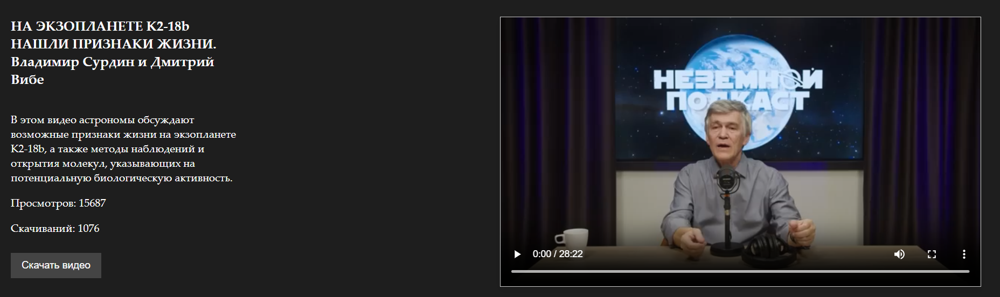 НА ЭКЗОПЛАНЕТЕ K2-18b
НАШЛИ ПРИЗНАКИ ЖИЗНИ.
Владимир Сурдин и Дмитрий
Вибе
В этом видео астрономы обсуждают
возможные признаки жизни на экзопланете
K2-18b, а также методы наблюдений и
открытия молекул, указывающих на
потенциальную биологическую активность.
Просмотров: 15687
Скачиваний: 1076
Скачать видео
НЕЗЕМНОЙ
ПОДКАСТ
0:00 / 28:22